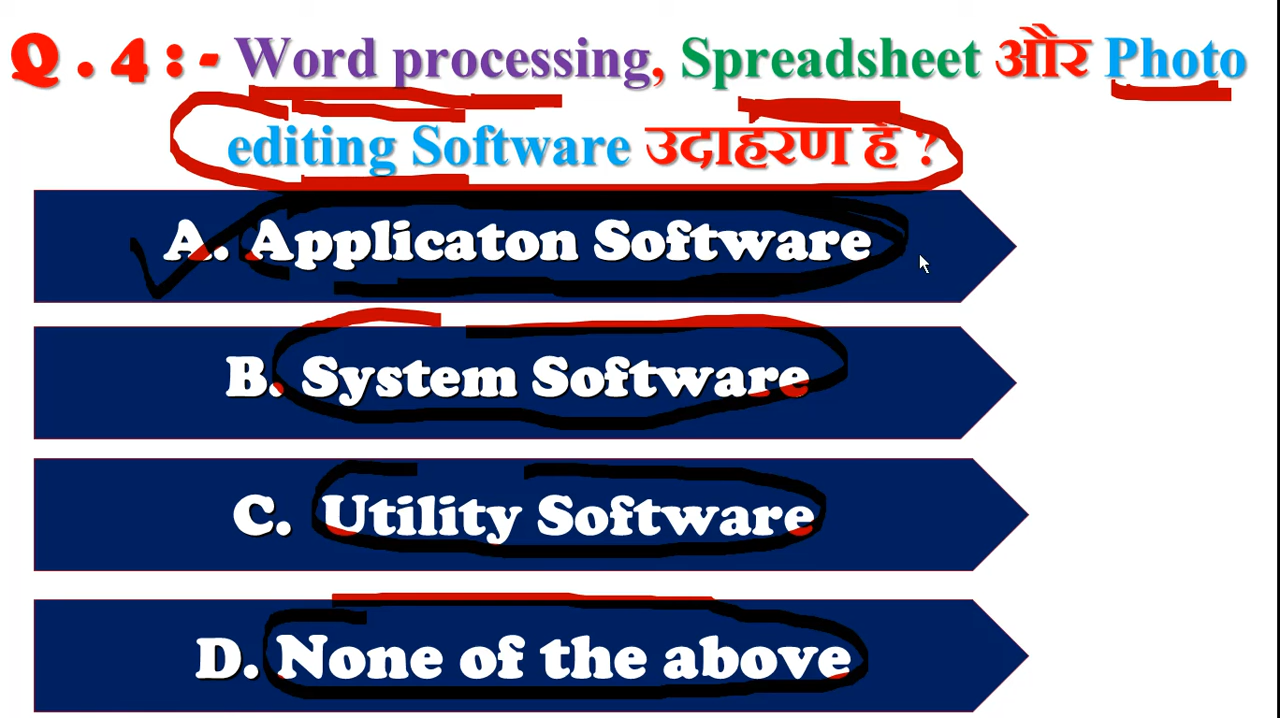 Q . 4 : - Word processing, Spreadsheet और Photo
editing Software उदाहरण हैं ?
A. Applicaton Software
B. System Software
C. Utility Software
D. None of the above